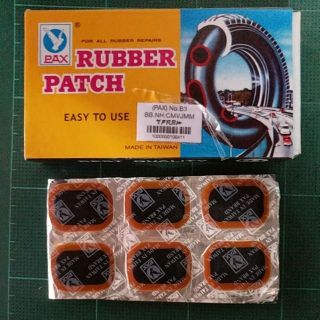 FOR ALL RUBBER REPAIRS
®
PAX
RUBBER
PATCH
EASY TO USE
(PAX) No.B3
BB.NH.CMVJMM
1000000106411
MADE IN TAIWAN